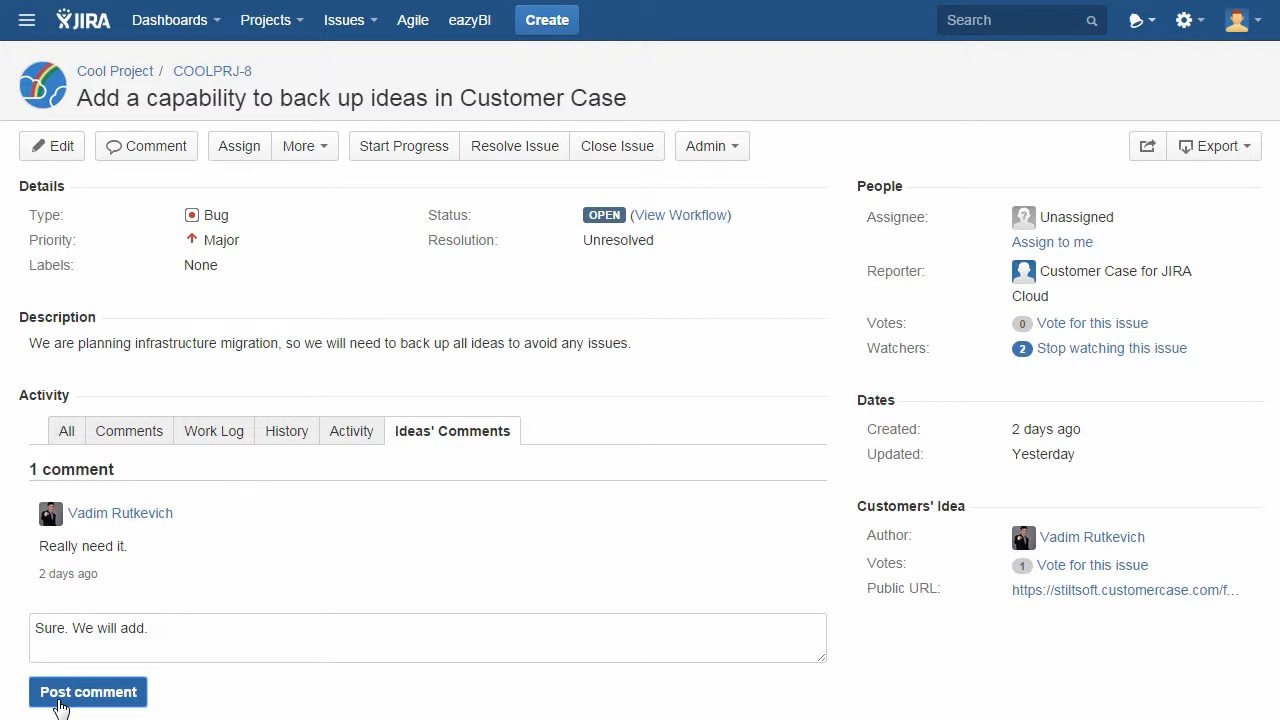 JIRA Dashboards Projects Issues Agile eazyBI Create Search
Cool Project / COOLPRJ-8
Add a capability to back up ideas in Customer Case
Edit Comment Assign More Start Progress Resolve Issue Close Issue Admin Export
Details
Type: Bug Status: OPEN (View Workflow)
Priority: Major Resolution: Unresolved
Labels: None
Description
We are planning infrastructure migration, so we will need to back up all ideas to avoid any issues.
Activity
All Comments Work Log History Activity Ideas' Comments
1 comment
Vadim Rutkevich
Really need it.
2 days ago
Sure. We will add.
Post comment
People
Assignee: Unassigned
Assign to me
Reporter: Customer Case for JIRA
Cloud
Votes: 0 Vote for this issue
Watchers: 2 Stop watching this issue
Dates
Created: 2 days ago
Updated: Yesterday
Customers' Idea
Author: Vadim Rutkevich
Votes: 1 Vote for this issue
Public URL: https://stiltsoft.customercase.com/f...